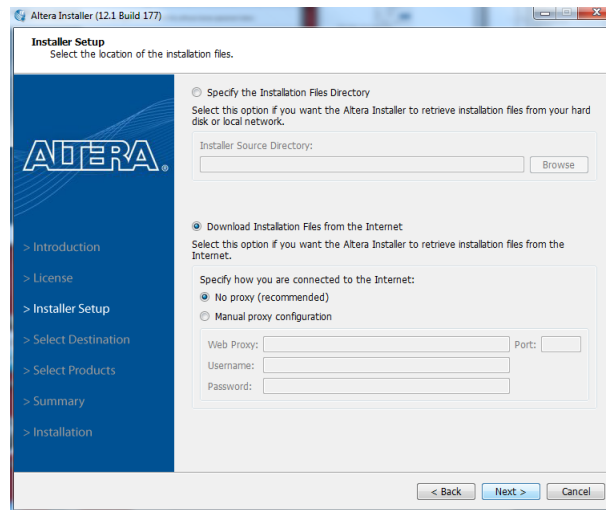 Altera Installer (12.1 Build 177)
Installer Setup
Select the location of the installation files.
Specify the Installation Files Directory
Select this option if you want the Altera Installer to retrieve installation files from your hard
disk or local network.
Installer Source Directory:
Browse
ALTERA.
Download Installation Files from the Internet
Select this option if you want the Altera Installer to retrieve installation files from the
Internet.
Specify how you are connected to the Internet:
No proxy (recommended)
Manual proxy configuration
Web Proxy: Port:
Username:
Password:
> Introduction
> License
> Installer Setup
> Select Destination
> Select Products
> Summary
> Installation
< Back Next > Cancel